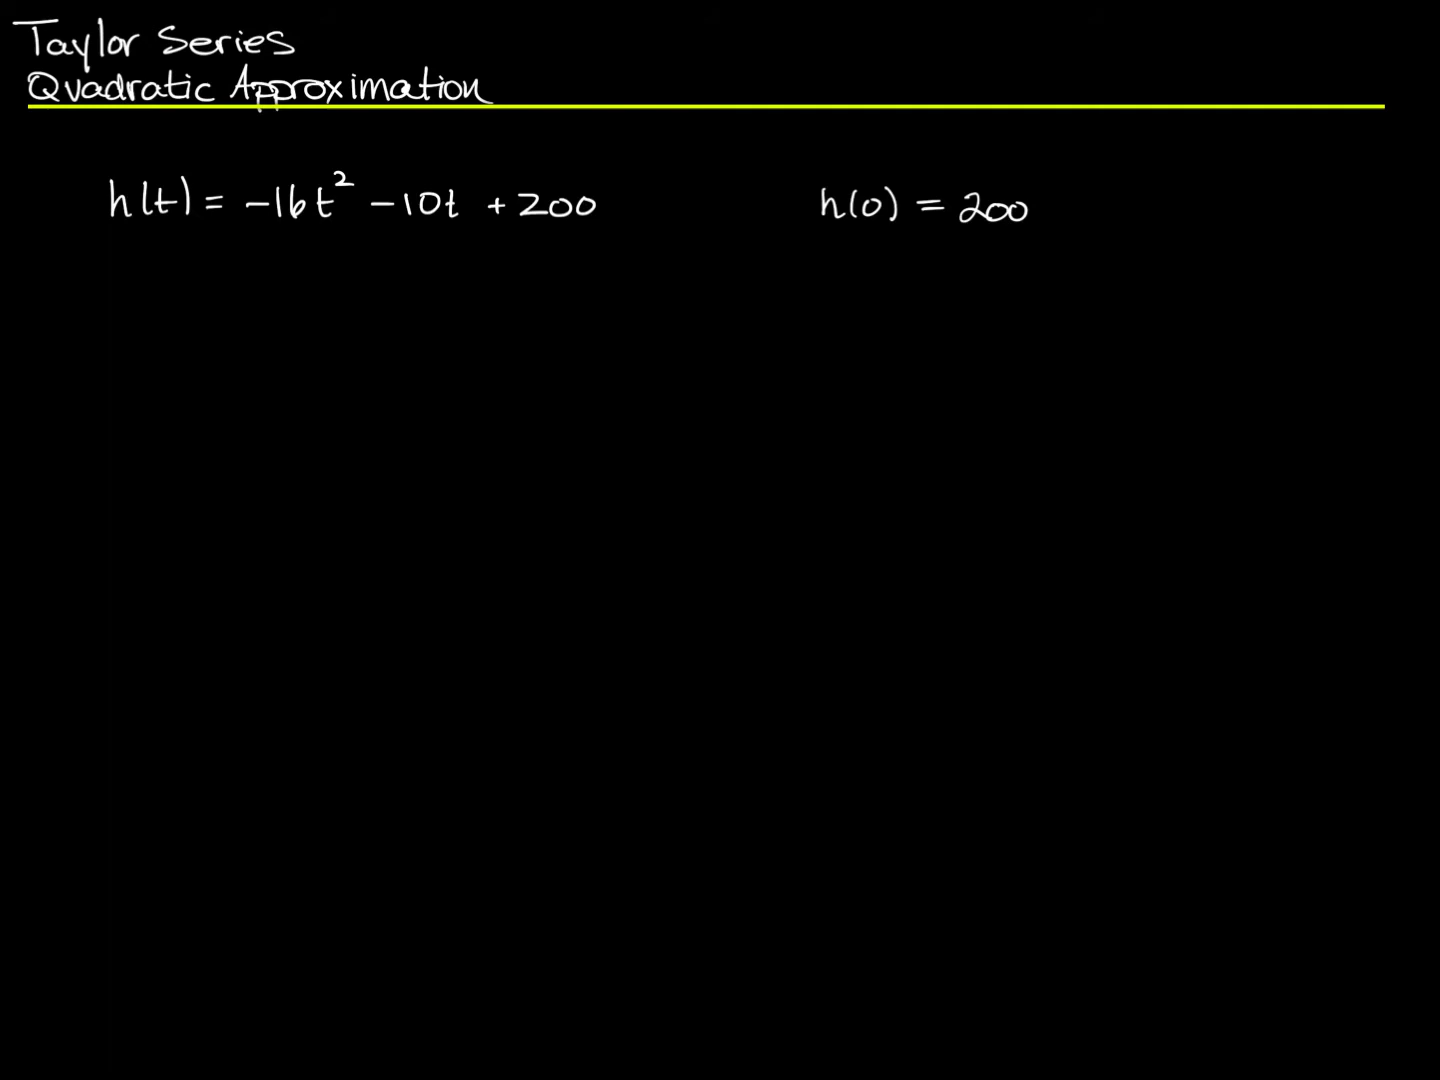 Taylor Series
Quadratic Approximation
h(t) = -16t² - 10t + 200
h(0) = 200